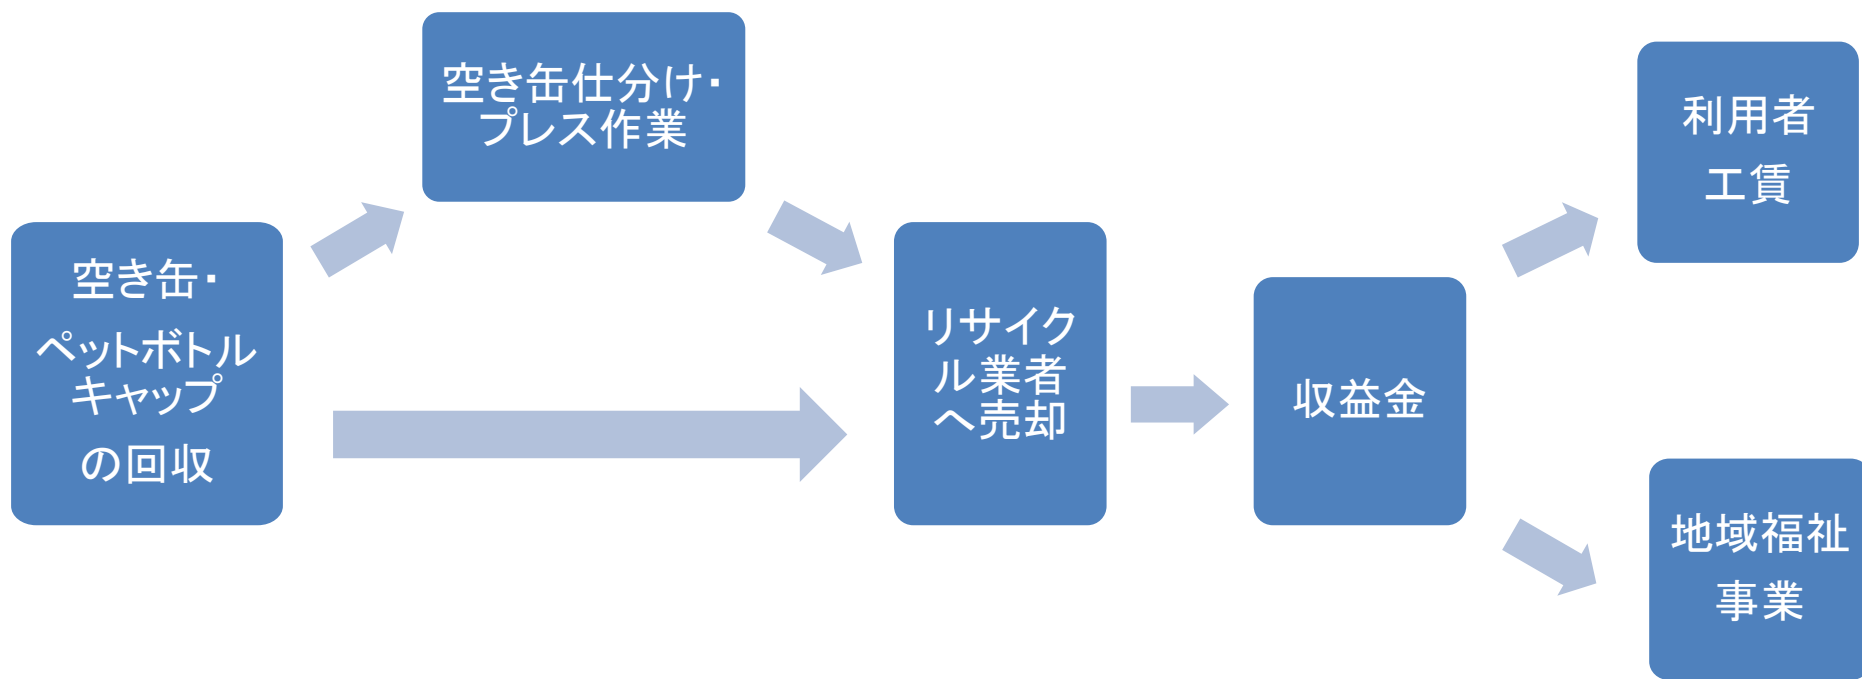 空き缶・
ペットボトル
キャップ
の回収
空き缶仕分け・
プレス作業
リサイク
ル業者
へ売却
収益金
利用者
工賃
地域福祉
事業